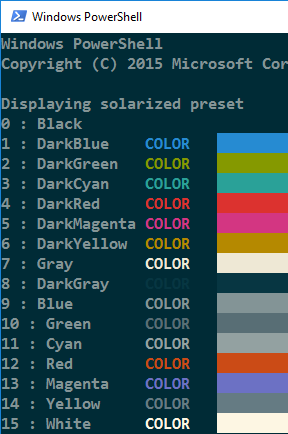 Windows PowerShell
Windows PowerShell
Copyright (C) 2015 Microsoft Cor
Displaying solarized preset
0 : Black
1 : DarkBlue COLOR
2 : DarkGreen COLOR
3 : DarkCyan COLOR
4 : DarkRed COLOR
5 : DarkMagenta COLOR
6 : DarkYellow COLOR
7 : Gray COLOR
8 : DarkGray COLOR
9 : Blue COLOR
10 : Green COLOR
11 : Cyan COLOR
12 : Red COLOR
13 : Magenta COLOR
14 : Yellow COLOR
15 : White COLOR